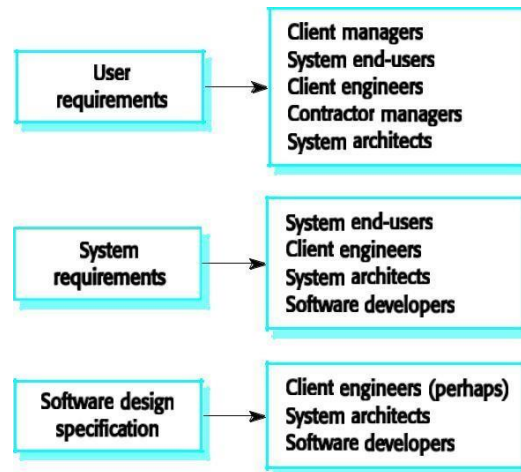 User
requirements
Client managers
System end-users
Client engineers
Contractor managers
System architects
System
requirements
System end-users
Client engineers
System architects
Software developers
Software design
specification
Client engineers (perhaps)
System architects
Software developers